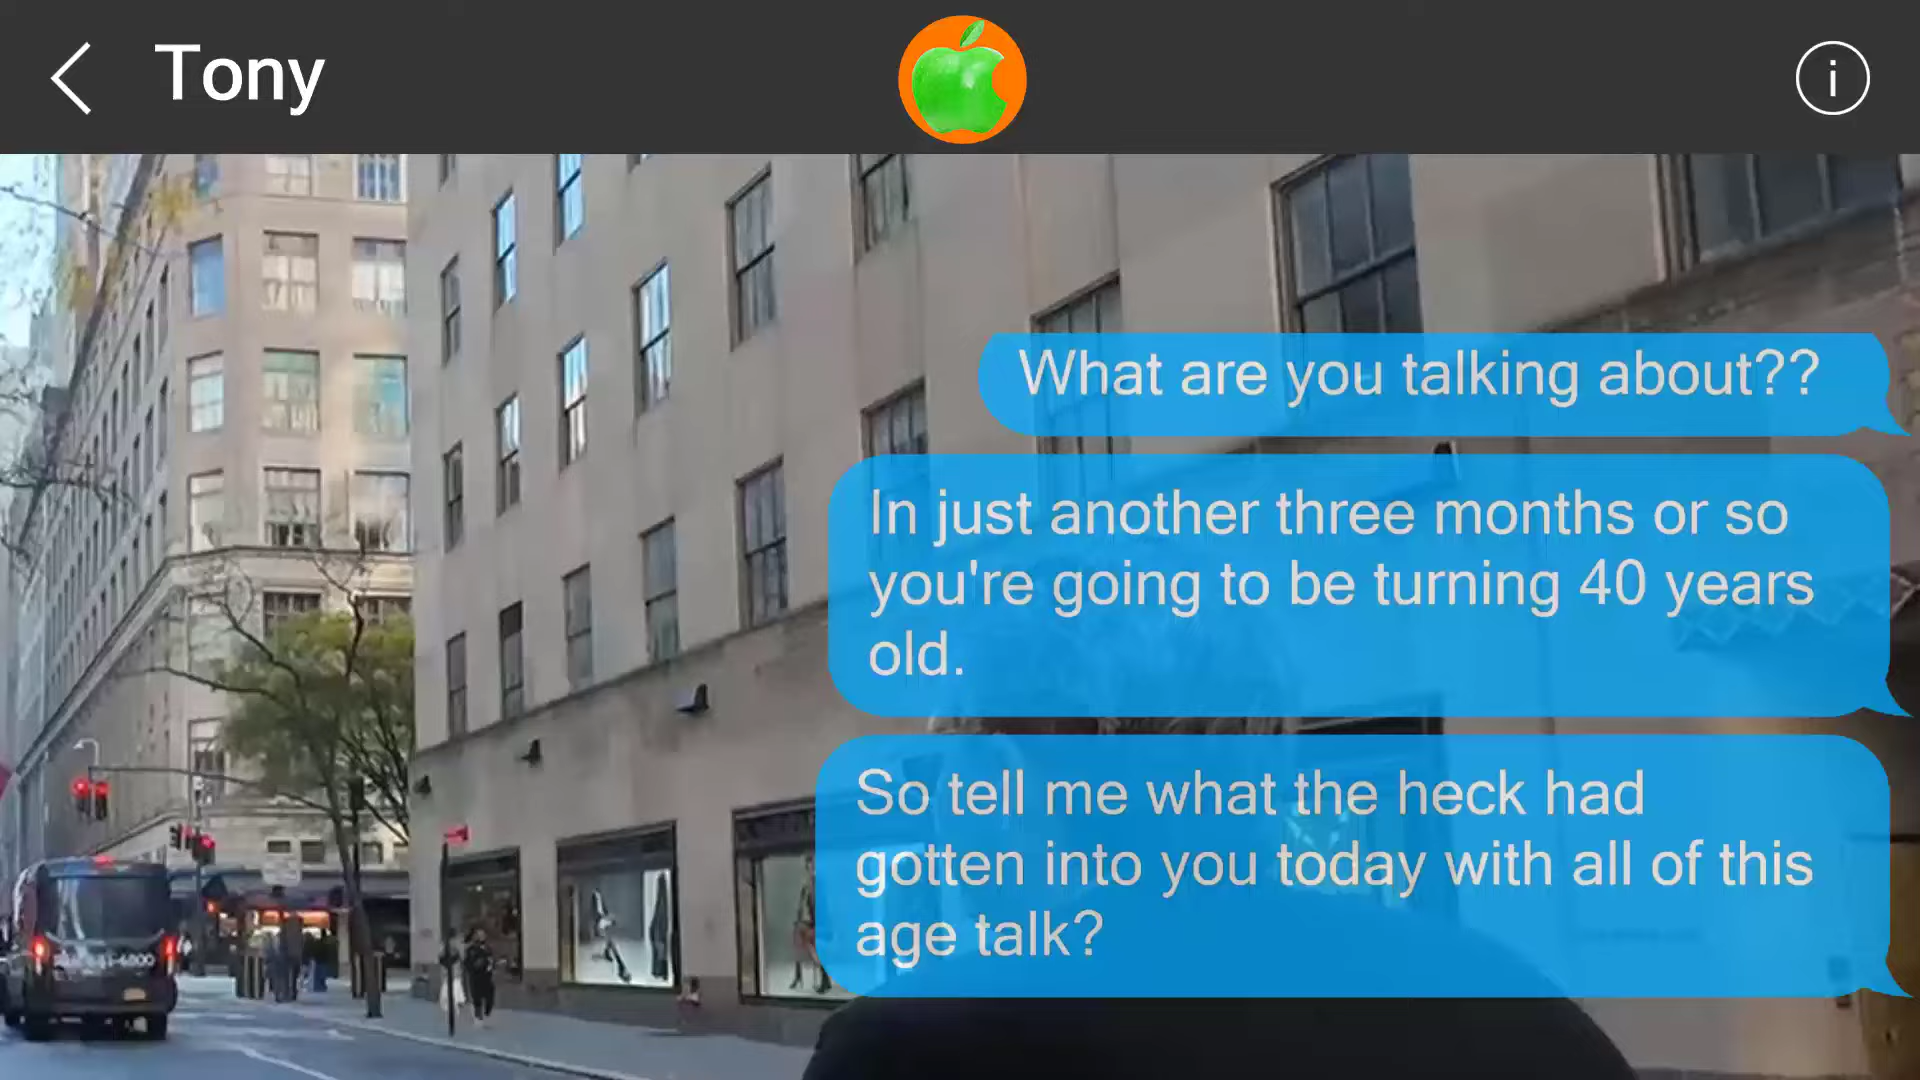 Tony
What are you talking about??
In just another three months or so
you're going to be turning 40 years
old.
So tell me what the heck had
gotten into you today with all of this
age talk?